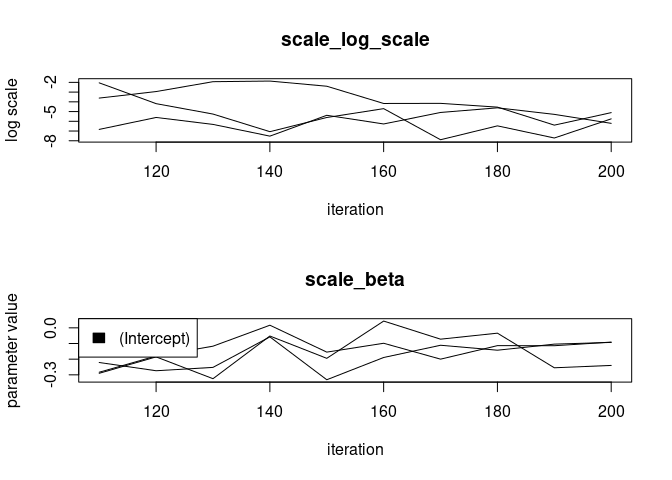 scale_log_scale
log scale
-2
-5
-8
120 140 160 180 200
iteration
scale_beta
parameter value
0.0
-0.3
(Intercept)
120 140 160 180 200
iteration